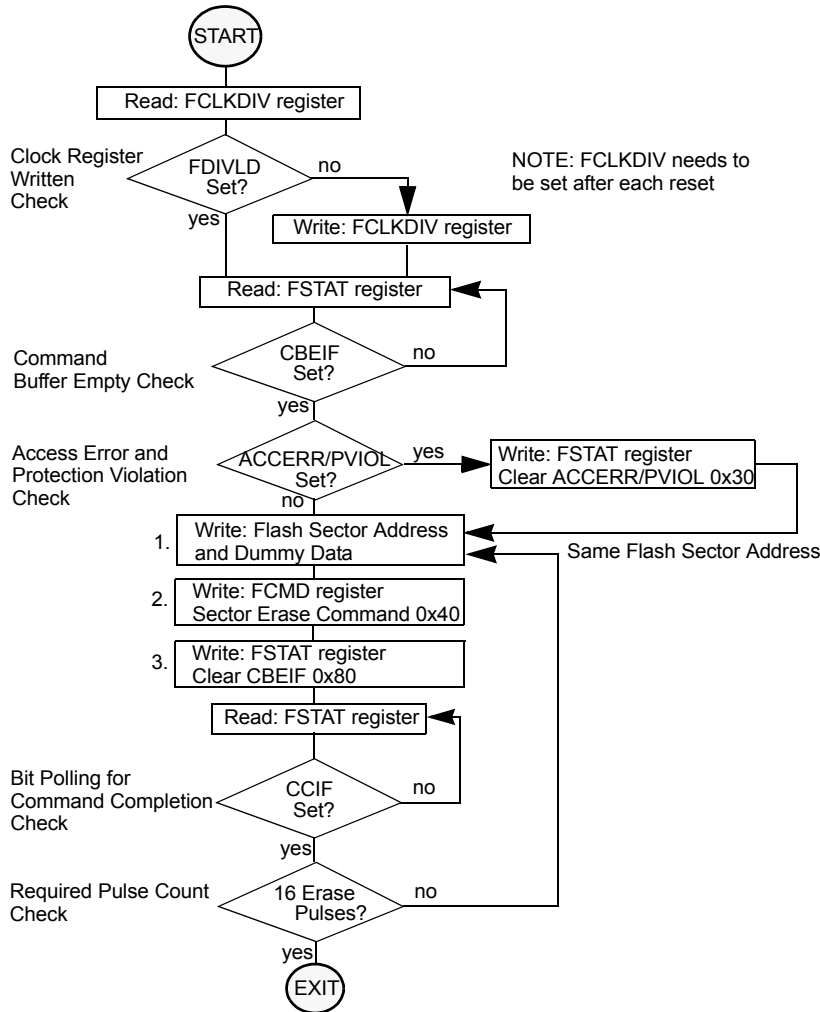 START
Read: FCLKDIV register
Clock Register
Written
Check
FDIVLD
Set?
no
yes
NOTE: FCLKDIV needs to
be set after each reset
Write: FCLKDIV register
Read: FSTAT register
Command
Buffer Empty Check
CBEIF
Set?
no
yes
Access Error and
Protection Violation
Check
ACCERR/PVIOL
Set?
yes
no
Write: FSTAT register
Clear ACCERR/PVIOL 0x30
1.
Write: Flash Sector Address
and Dummy Data
Same Flash Sector Address
2.
Write: FCMD register
Sector Erase Command 0x40
3.
Write: FSTAT register
Clear CBEIF 0x80
Read: FSTAT register
Bit Polling for
Command Completion
Check
CCIF
Set?
no
yes
Required Pulse Count
Check
16 Erase
Pulses?
no
yes
EXIT